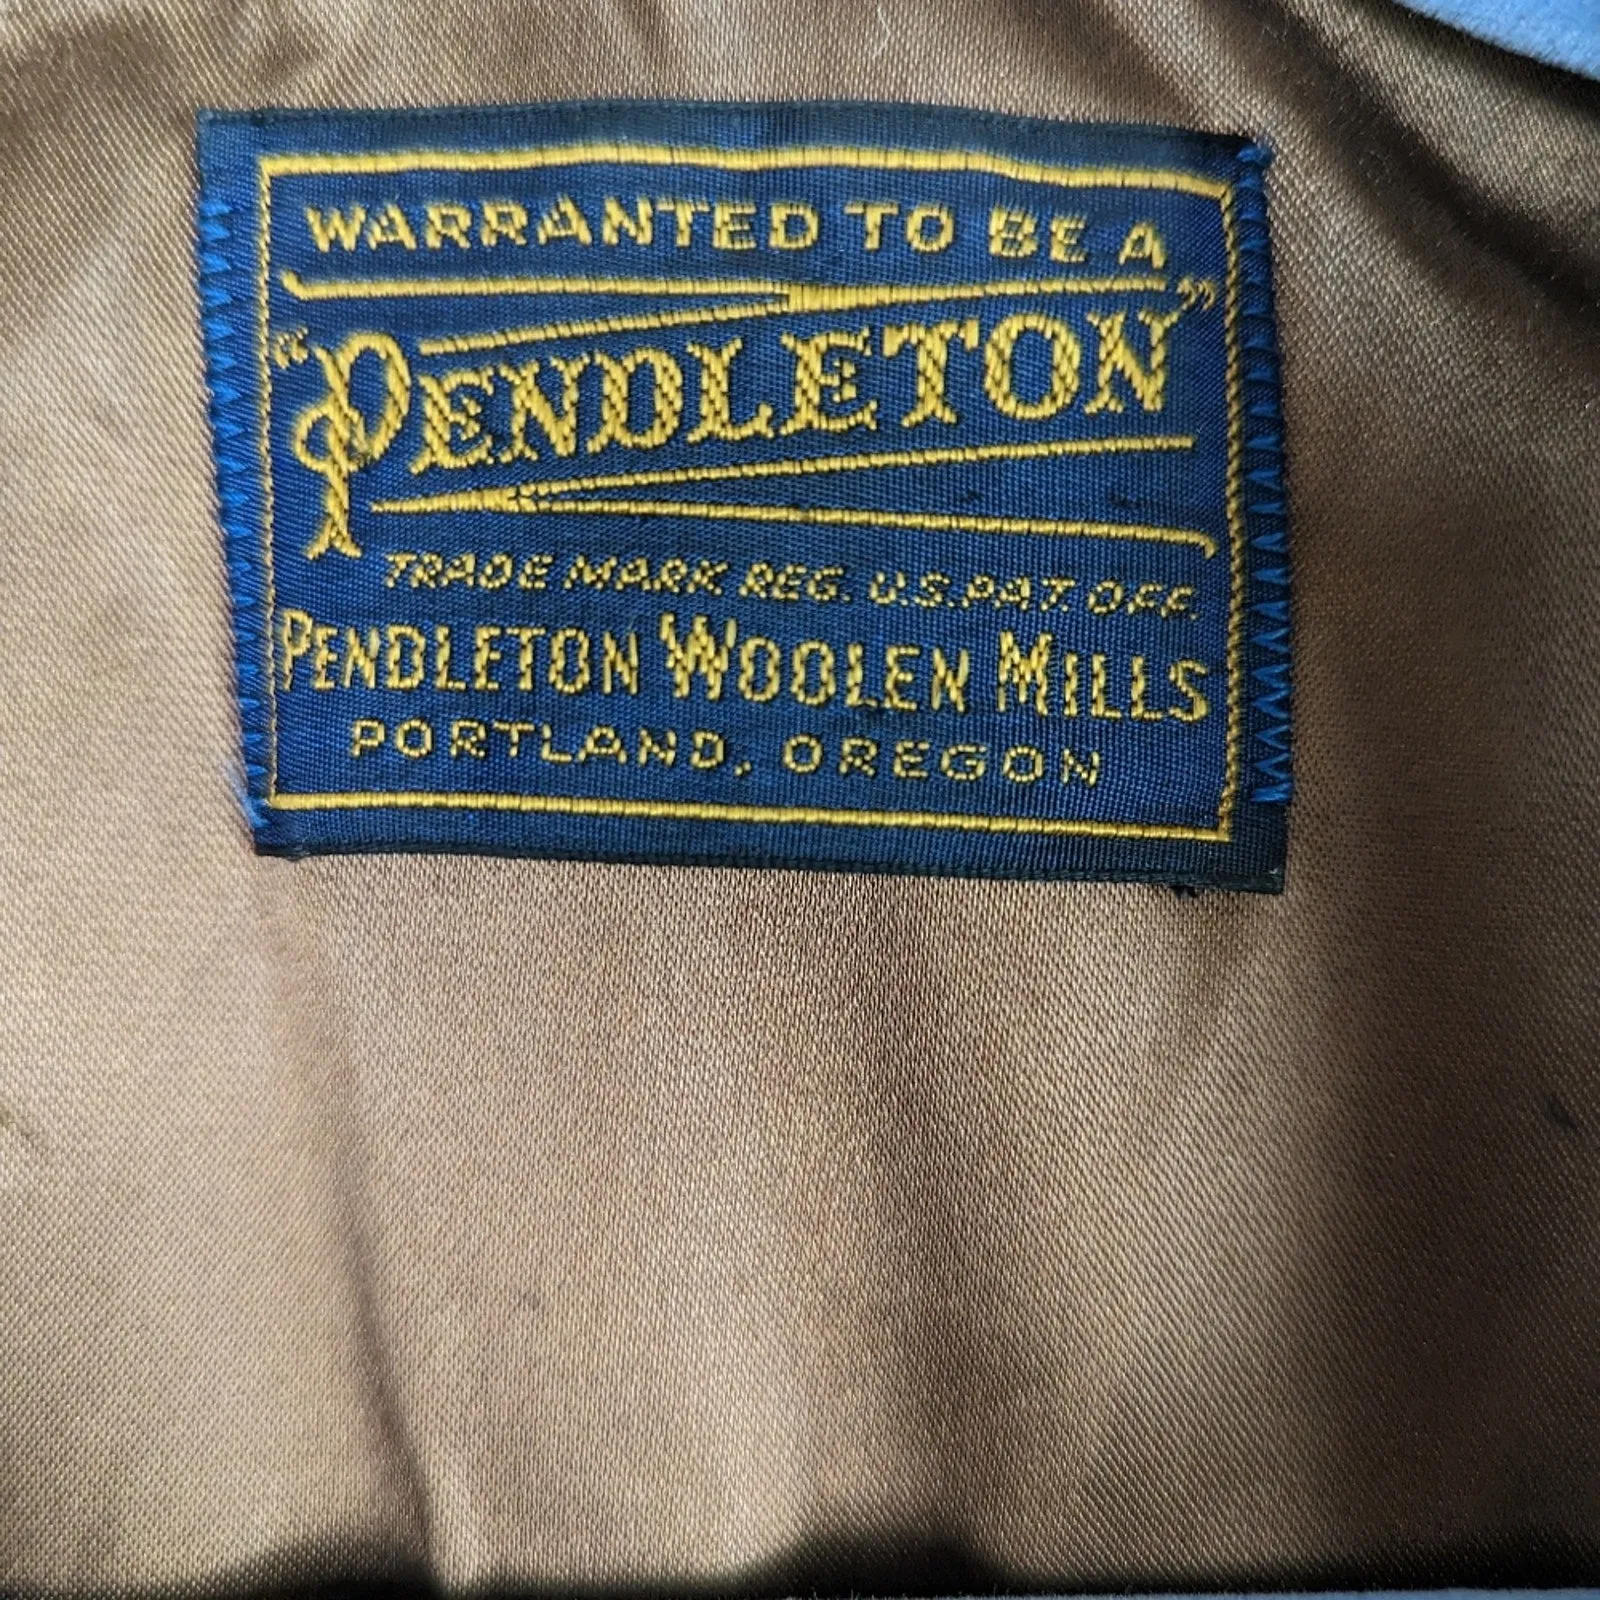 WARRANTED TO BE A
"PENDLETON"
TRADE MARK REG. U.S. PAT. OFF.
PENDLETON WOOLEN MILLS
PORTLAND, OREGON